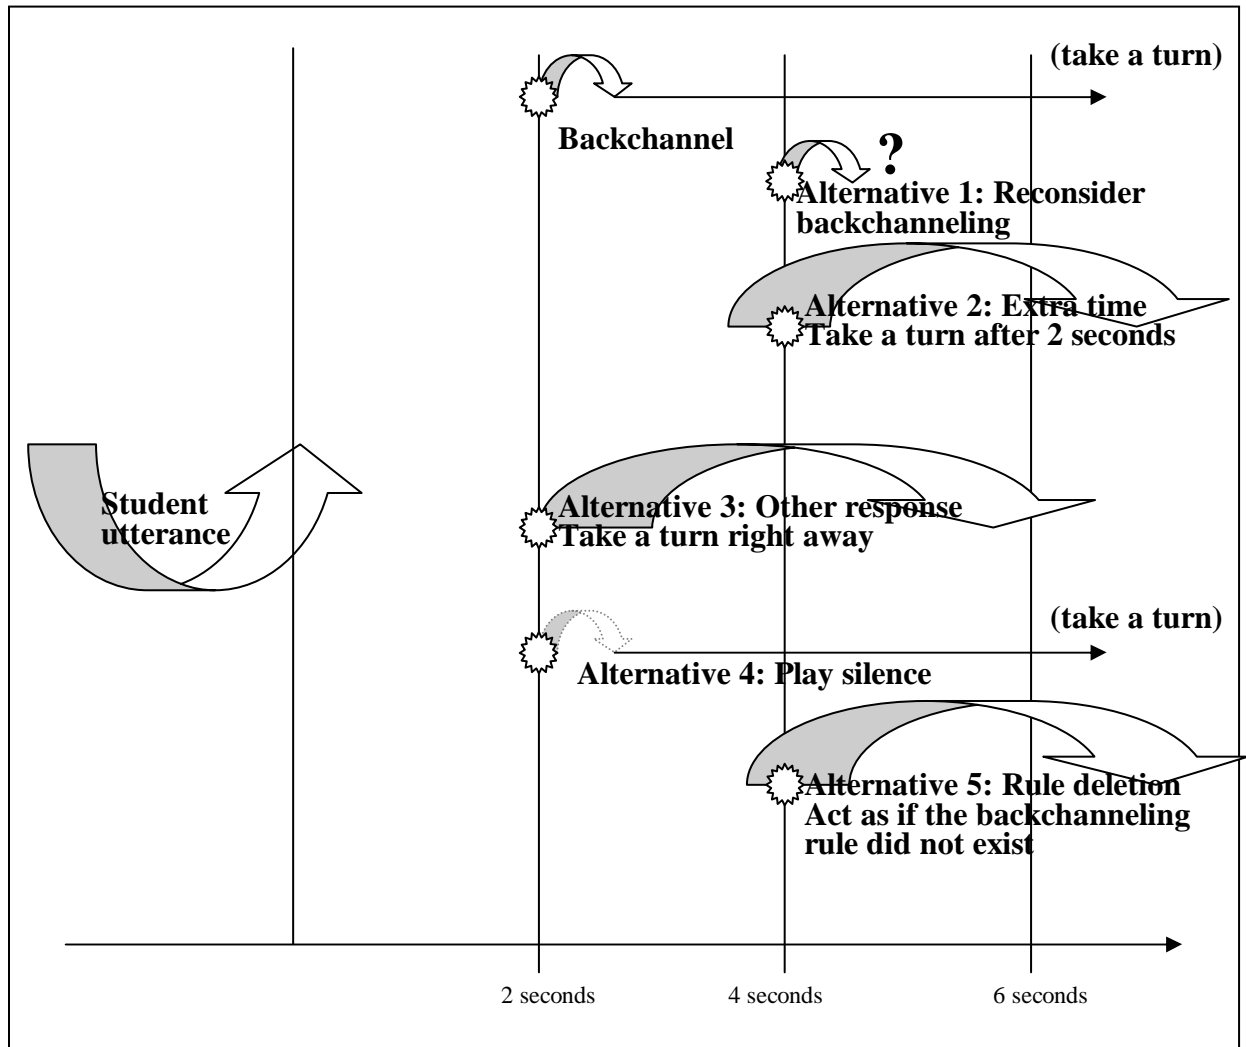 (take a turn)
Backchannel
?
Alternative 1: Reconsider
backchanneling
Alternative 2: Extra time
Take a turn after 2 seconds
Student
utterance
Alternative 3: Other response
Take a turn right away
(take a turn)
Alternative 4: Play silence
Alternative 5: Rule deletion
Act as if the backchanneling
rule did not exist
2 seconds
4 seconds
6 seconds